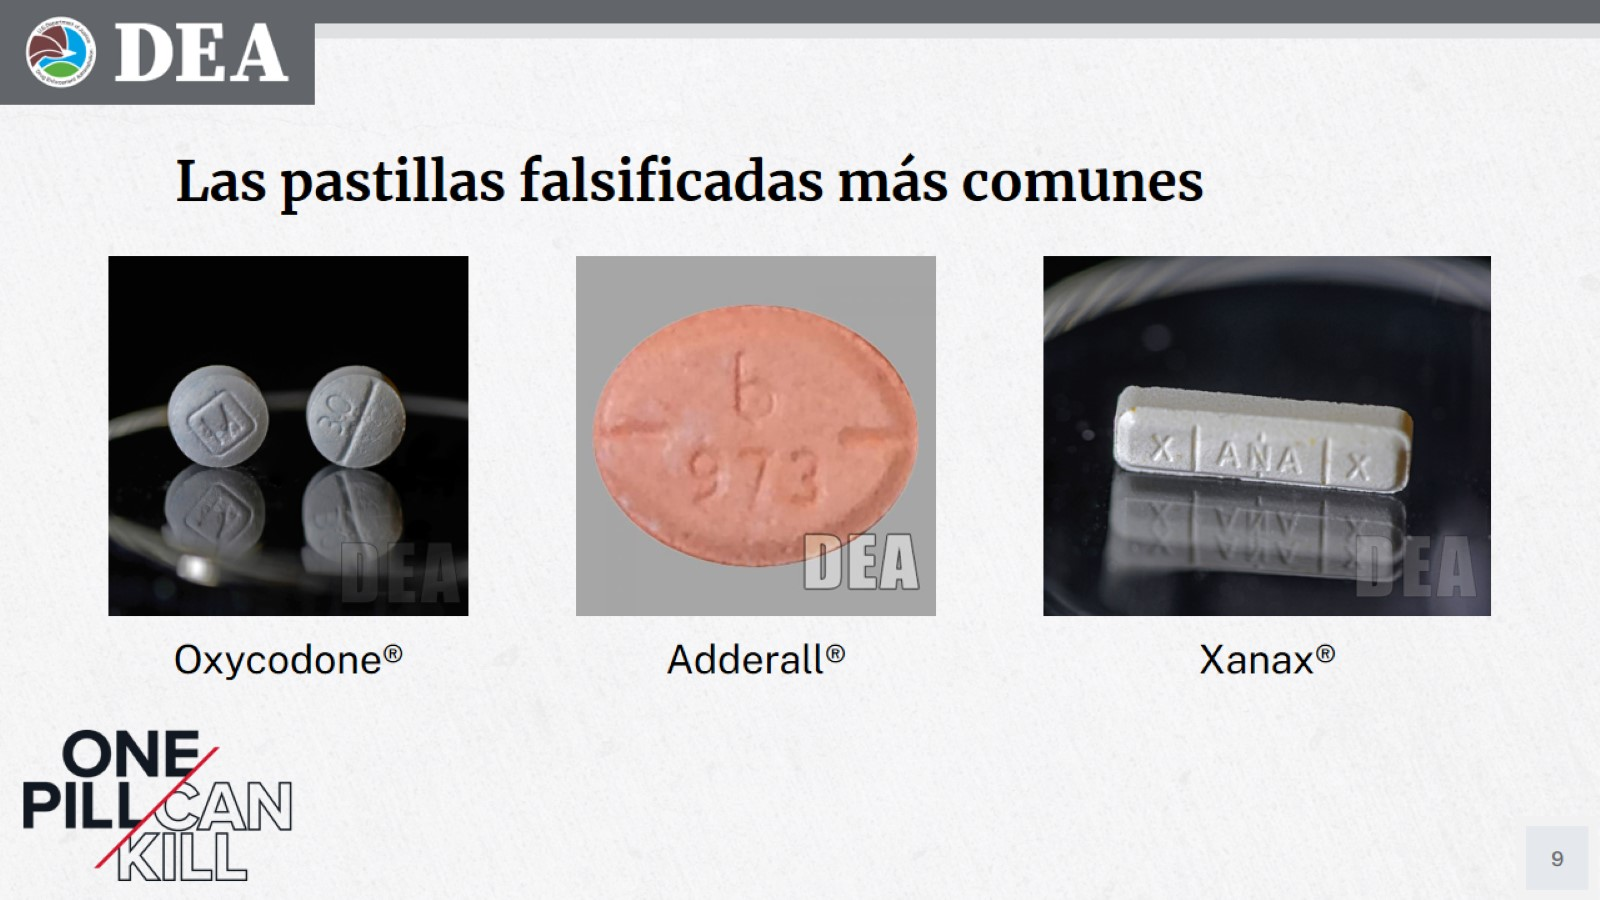 DEA
Las pastillas falsificadas más comunes
M
30
b
973
DEA
X ANA X
DEA
DEA
Oxycodone®
Adderall®
Xanax®
ONE
PILL CAN
KILL
9